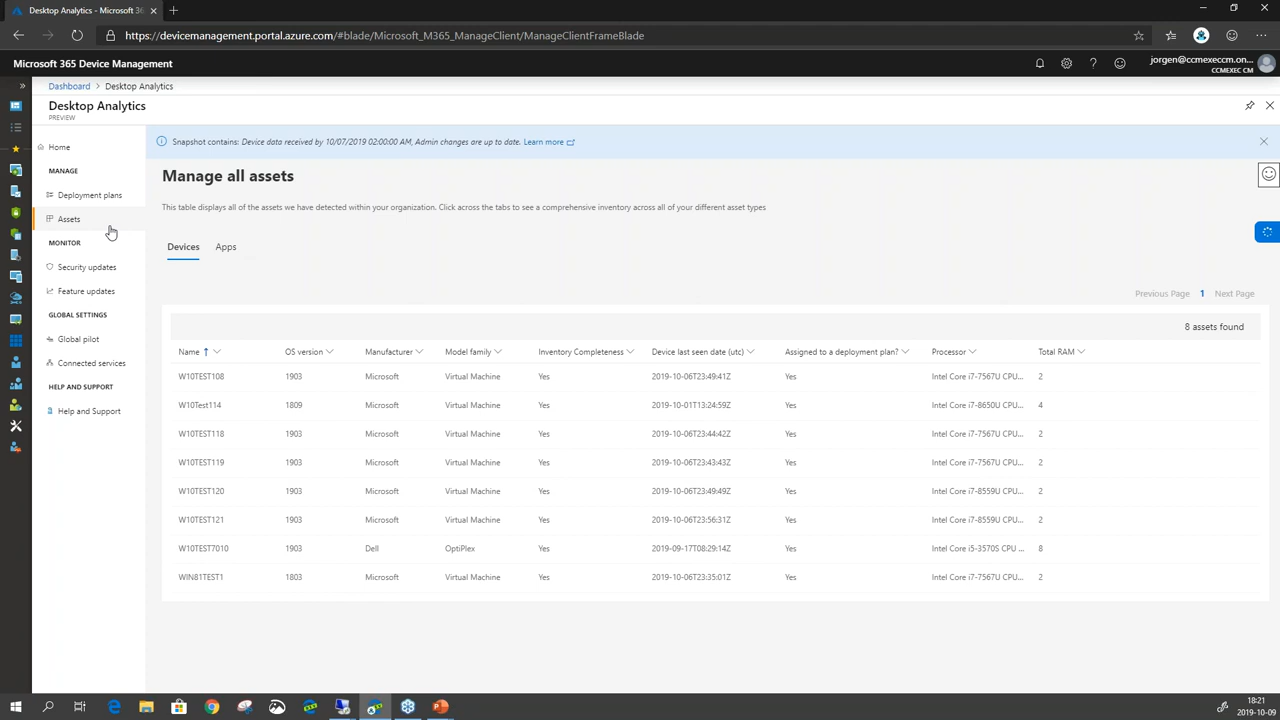 Desktop Analytics - Microsoft 36
https://devicemanagement.portal.azure.com/#blade/Microsoft_M365_ManageClient/ManageClientFrameBlade
Microsoft 365 Device Management
jorgen@ccmexeccm.on...
CCMEXEC CM
Dashboard > Desktop Analytics
Desktop Analytics
PREVIEW
Home
MANAGE
Deployment plans
Assets
MONITOR
Security updates
Feature updates
GLOBAL SETTINGS
Global pilot
Connected services
HELP AND SUPPORT
Help and Support
Snapshot contains: Device data received by 10/07/2019 02:00:00 AM, Admin changes are up to date. Learn more
Manage all assets
This table displays all of the assets we have detected within your organization. Click across the tabs to see a comprehensive inventory across all of your different asset types
Devices Apps
Previous Page 1 Next Page
8 assets found
Name OS version Manufacturer Model family Inventory Completeness Device last seen date (utc) Assigned to a deployment plan? Processor Total RAM
W10TEST108 1903 Microsoft Virtual Machine Yes 2019-10-06T23:49:41Z Yes Intel Core i7-7567U CPU... 2
W10Test114 1809 Microsoft Virtual Machine Yes 2019-10-01T13:24:59Z Yes Intel Core i7-8650U CPU... 4
W10TEST118 1903 Microsoft Virtual Machine Yes 2019-10-06T23:44:42Z Yes Intel Core i7-7567U CPU... 2
W10TEST119 1903 Microsoft Virtual Machine Yes 2019-10-06T23:43:43Z Yes Intel Core i7-7567U CPU... 2
W10TEST120 1903 Microsoft Virtual Machine Yes 2019-10-06T23:49:49Z Yes Intel Core i7-8559U CPU... 2
W10TEST121 1903 Microsoft Virtual Machine Yes 2019-10-06T23:56:31Z Yes Intel Core i7-8559U CPU... 2
W10TEST7010 1903 Dell OptiPlex Yes 2019-09-17T08:29:14Z Yes Intel Core i5-3570S CPU ... 8
WIN81TEST1 1803 Microsoft Virtual Machine Yes 2019-10-06T23:35:01Z Yes Intel Core i7-7567U CPU... 2
18:21
2019-10-09